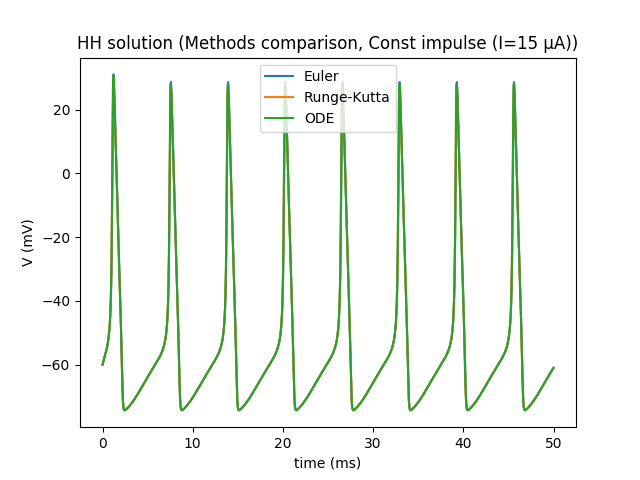 HH solution (Methods comparison, Const impulse (I=15 μA))
Euler
Runge-Kutta
ODE
20
0
−20
−40
−60
V (mV)
0 10 20 30 40 50
time (ms)